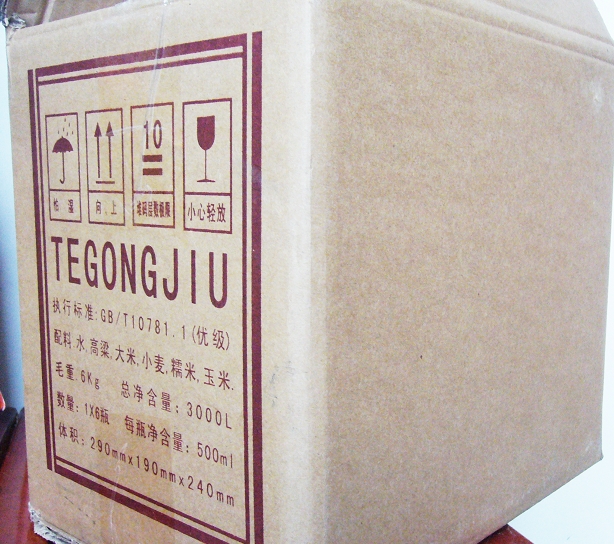 10
怕湿 向上 堆码层数极限 小心轻放
TEGONGJIU
执行标准:GB/T10781.1(优级)
配料:水,高粱,大米,小麦,糯米,玉米.
毛重:6Kg 总净含量:3000L
数量:1X6瓶 每瓶净含量:500ml
体积:290mmx190mmx240mm